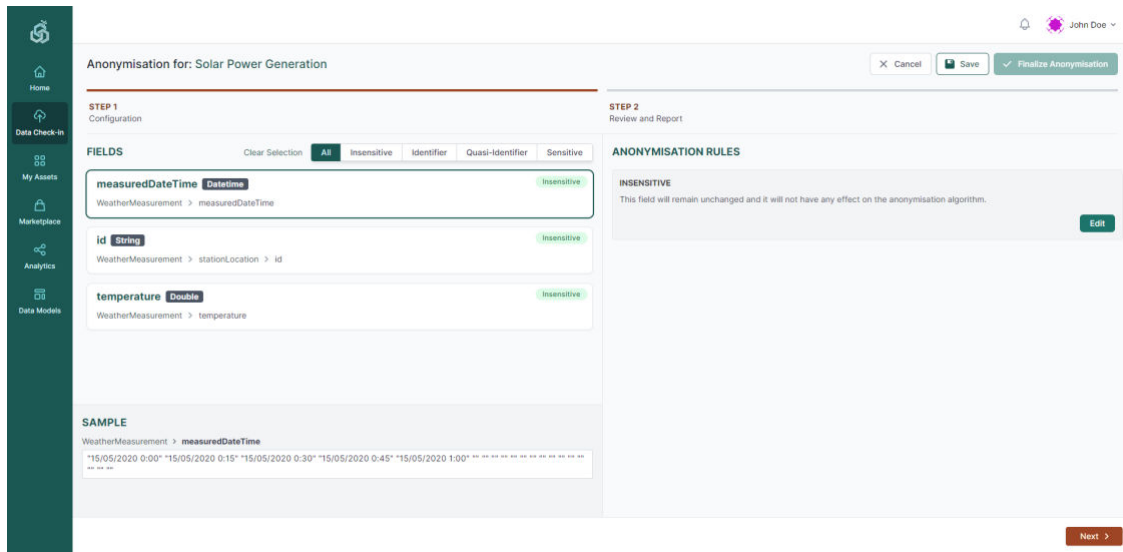 John Doe
Home
Data Check-in
My Assets
Marketplace
Analytics
Data Models
Anonymisation for: Solar Power Generation
Cancel
Save
Finalize Anonymisation
STEP 1
Configuration
STEP 2
Review and Report
FIELDS
Clear Selection
All
Insensitive
Identifier
Quasi-Identifier
Sensitive
measuredDateTime Datetime
Insensitive
WeatherMeasurement > measuredDateTime
id String
Insensitive
WeatherMeasurement > stationLocation > id
temperature Double
Insensitive
WeatherMeasurement > temperature
SAMPLE
WeatherMeasurement > measuredDateTime
"15/05/2020 0:00" "15/05/2020 0:15" "15/05/2020 0:30" "15/05/2020 0:45" "15/05/2020 1:00" "" "" "" "" "" "" "" "" "" "" "" ""
"" "" ""
ANONYMISATION RULES
INSENSITIVE
This field will remain unchanged and it will not have any effect on the anonymisation algorithm.
Edit
Next >